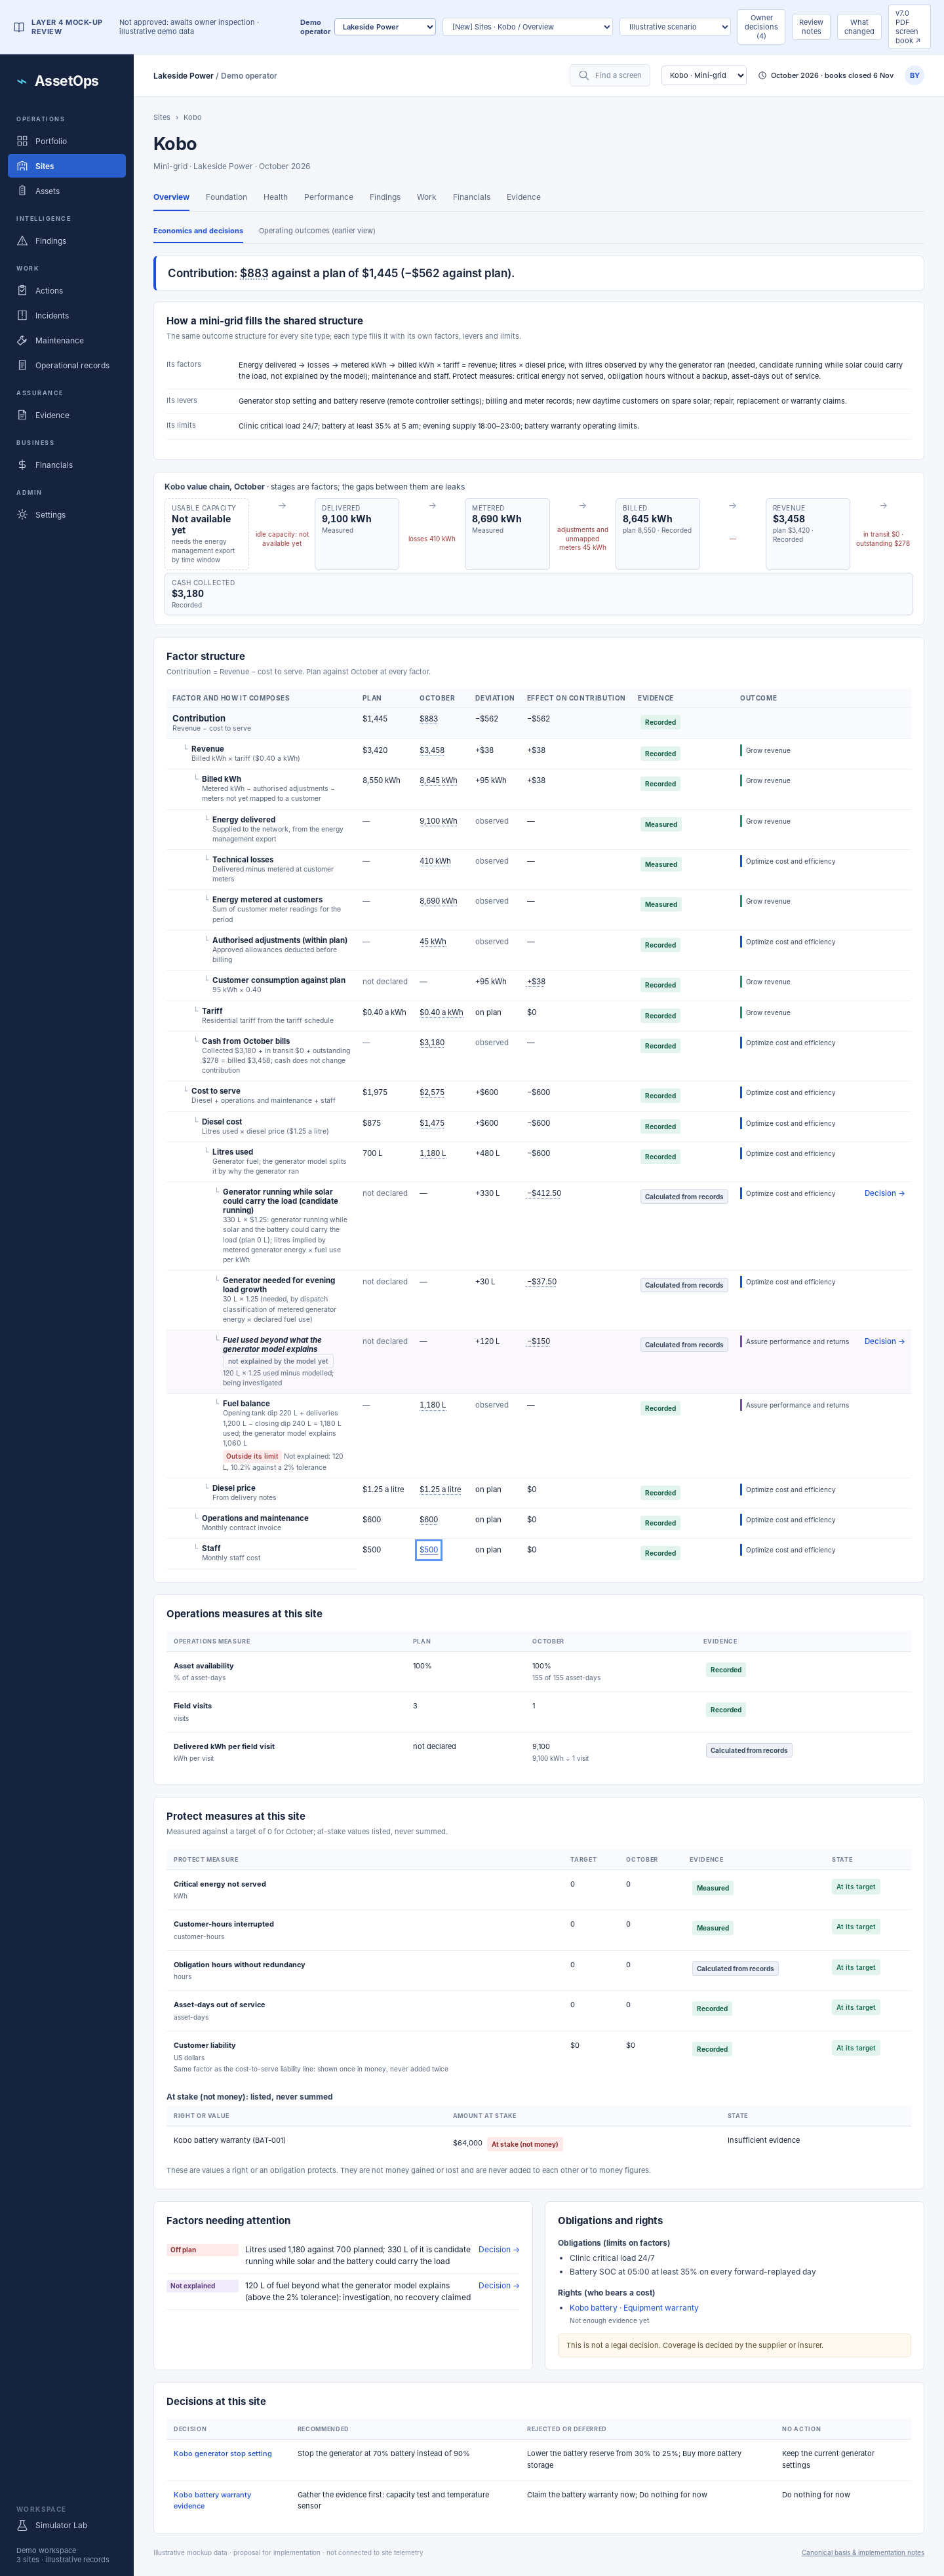 LAYER 4 MOCK-UP REVIEW
Not approved: awaits owner inspection · illustrative demo data
Demo operator
Lakeside Power
[New] Sites · Kobo / Overview
Illustrative scenario
Owner decisions (4)
Review notes
What changed
v7.0 PDF screen book ↗
AssetOps
OPERATIONS
Portfolio
Sites
Assets
INTELLIGENCE
Findings
WORK
Actions
Incidents
Maintenance
Operational records
ASSURANCE
Evidence
BUSINESS
Financials
ADMIN
Settings
WORKSPACE
Simulator Lab
Demo workspace
3 sites · illustrative records
Lakeside Power / Demo operator
Find a screen
Kobo · Mini-grid
October 2026 · books closed 6 Nov
BY
Sites › Kobo
Kobo
Mini-grid · Lakeside Power · October 2026
Overview Foundation Health Performance Findings Work Financials Evidence
Economics and decisions Operating outcomes (earlier view)
Contribution: $883 against a plan of $1,445 (−$562 against plan).
How a mini-grid fills the shared structure
The same outcome structure for every site type; each type fills it with its own factors, levers and limits.
Its factors
Energy delivered → losses → metered kWh → billed kWh × tariff = revenue; litres × diesel price, with litres observed by why the generator ran (needed, candidate running while solar could carry
the load, not explained by the model); maintenance and staff. Protect measures: critical energy not served, obligation hours without a backup, asset-days out of service.
Its levers
Generator stop setting and battery reserve (remote controller settings); billing and meter records; new daytime customers on spare solar; repair, replacement or warranty claims.
Its limits
Clinic critical load 24/7; battery at least 35% at 5 am; evening supply 18:00–23:00; battery warranty operating limits.
Kobo value chain, October · stages are factors; the gaps between them are leaks
USABLE CAPACITY
Not available yet
needs the energy management export by time window
→
idle capacity: not available yet
DELIVERED
9,100 kWh
Measured
→
losses 410 kWh
METERED
8,690 kWh
Measured
→
adjustments and unmapped meters 45 kWh
BILLED
8,645 kWh
plan 8,550 · Recorded
→
—
REVENUE
$3,458
plan $3,420 · Recorded
→
in transit $0 · outstanding $278
CASH COLLECTED
$3,180
Recorded
Factor structure
Contribution = Revenue − cost to serve. Plan against October at every factor.
FACTOR AND HOW IT COMPOSES PLAN OCTOBER DEVIATION EFFECT ON CONTRIBUTION EVIDENCE OUTCOME
Contribution $1,445 $883 −$562 −$562 Recorded
Revenue − cost to serve
└ Revenue $3,420 $3,458 +$38 +$38 Recorded Grow revenue
Billed kWh × tariff ($0.40 a kWh)
└ Billed kWh 8,550 kWh 8,645 kWh +95 kWh +$38 Recorded Grow revenue
Metered kWh − authorised adjustments −
meters not yet mapped to a customer
└ Energy delivered — 9,100 kWh observed — Measured Grow revenue
Supplied to the network, from the energy
management export
└ Technical losses — 410 kWh observed — Measured Optimize cost and efficiency
Delivered minus metered at customer
meters
└ Energy metered at customers — 8,690 kWh observed — Measured Grow revenue
Sum of customer meter readings for the
period
└ Authorised adjustments (within plan) — 45 kWh observed — Recorded Optimize cost and efficiency
Approved allowances deducted before
billing
└ Customer consumption against plan not declared — +95 kWh +$38 Recorded Grow revenue
95 kWh × 0.40
└ Tariff $0.40 a kWh $0.40 a kWh on plan $0 Recorded Grow revenue
Residential tariff from the tariff schedule
└ Cash from October bills — $3,180 observed — Recorded Optimize cost and efficiency
Collected $3,180 + in transit $0 + outstanding
$278 = billed $3,458; cash does not change
contribution
└ Cost to serve $1,975 $2,575 +$600 −$600 Recorded Optimize cost and efficiency
Diesel + operations and maintenance + staff
└ Diesel cost $875 $1,475 +$600 −$600 Recorded Optimize cost and efficiency
Litres × diesel price ($1.25 a litre)
└ Litres used 700 L 1,180 L +480 L −$600 Recorded Optimize cost and efficiency
Generator fuel; the generator model splits
it by why the generator ran
└ Generator running while solar could carry the load (candidate running) not declared — +330 L −$412.50 Calculated from records Optimize cost and efficiency Decision →
330 L × $1.25: generator running while
solar and the battery could carry the
load (plan 0 L); litres implied by
metered generator energy × fuel use
per kWh
└ Generator needed for evening load growth not declared — +30 L −$37.50 Calculated from records Optimize cost and efficiency
30 L × 1.25 (needed, by dispatch
classification of metered generator
energy × declared fuel use)
└ Fuel used beyond what the generator model explains not declared — +120 L −$150 Calculated from records Assure performance and returns Decision →
not explained by the model yet
120 L × 1.25 used minus modelled;
being investigated
└ Fuel balance — 1,180 L observed — Recorded Assure performance and returns
Opening tank dip 220 L + deliveries
1,200 L − closing dip 240 L = 1,180 L
used; the generator model explains
1,060 L
Outside its limit Not explained: 120
L, 10.2% against a 2% tolerance
└ Diesel price $1.25 a litre $1.25 a litre on plan $0 Recorded Optimize cost and efficiency
From delivery notes
└ Operations and maintenance $600 $600 on plan $0 Recorded Optimize cost and efficiency
Monthly contract invoice
└ Staff $500 $500 on plan $0 Recorded Optimize cost and efficiency
Monthly staff cost
Operations measures at this site
OPERATIONS MEASURE PLAN OCTOBER EVIDENCE
Asset availability 100% 100% Recorded
% of asset-days 155 of 155 asset-days
Field visits 3 1 Recorded
visits
Delivered kWh per field visit not declared 9,100 Calculated from records
kWh per visit 9,100 kWh ÷ 1 visit
Protect measures at this site
Measured against a target of 0 for October; at-stake values listed, never summed.
PROTECT MEASURE TARGET OCTOBER EVIDENCE STATE
Critical energy not served 0 0 Measured At its target
kWh
Customer-hours interrupted 0 0 Measured At its target
customer-hours
Obligation hours without redundancy 0 0 Calculated from records At its target
hours
Asset-days out of service 0 0 Recorded At its target
asset-days
Customer liability $0 $0 Recorded At its target
US dollars
Same factor as the cost-to-serve liability line: shown once in money, never added twice
At stake (not money): listed, never summed
RIGHT OR VALUE AMOUNT AT STAKE STATE
Kobo battery warranty (BAT-001) $64,000 At stake (not money) Insufficient evidence
These are values a right or an obligation protects. They are not money gained or lost and are never added to each other or to money figures.
Factors needing attention
Off plan
Litres used 1,180 against 700 planned; 330 L of it is candidate
running while solar and the battery could carry the load
Decision →
Not explained
120 L of fuel beyond what the generator model explains
(above the 2% tolerance): investigation, no recovery claimed
Decision →
Obligations and rights
Obligations (limits on factors)
• Clinic critical load 24/7
• Battery SOC at 05:00 at least 35% on every forward-replayed day
Rights (who bears a cost)
• Kobo battery · Equipment warranty
Not enough evidence yet
This is not a legal decision. Coverage is decided by the supplier or insurer.
Decisions at this site
DECISION RECOMMENDED REJECTED OR DEFERRED NO ACTION
Kobo generator stop setting
Stop the generator at 70% battery instead of 90%
Lower the battery reserve from 30% to 25%; Buy more battery
storage
Keep the current generator
settings
Kobo battery warranty
evidence
Gather the evidence first: capacity test and temperature
sensor
Claim the battery warranty now; Do nothing for now
Do nothing for now
Illustrative mockup data · proposal for implementation · not connected to site telemetry
Canonical basis & implementation notes